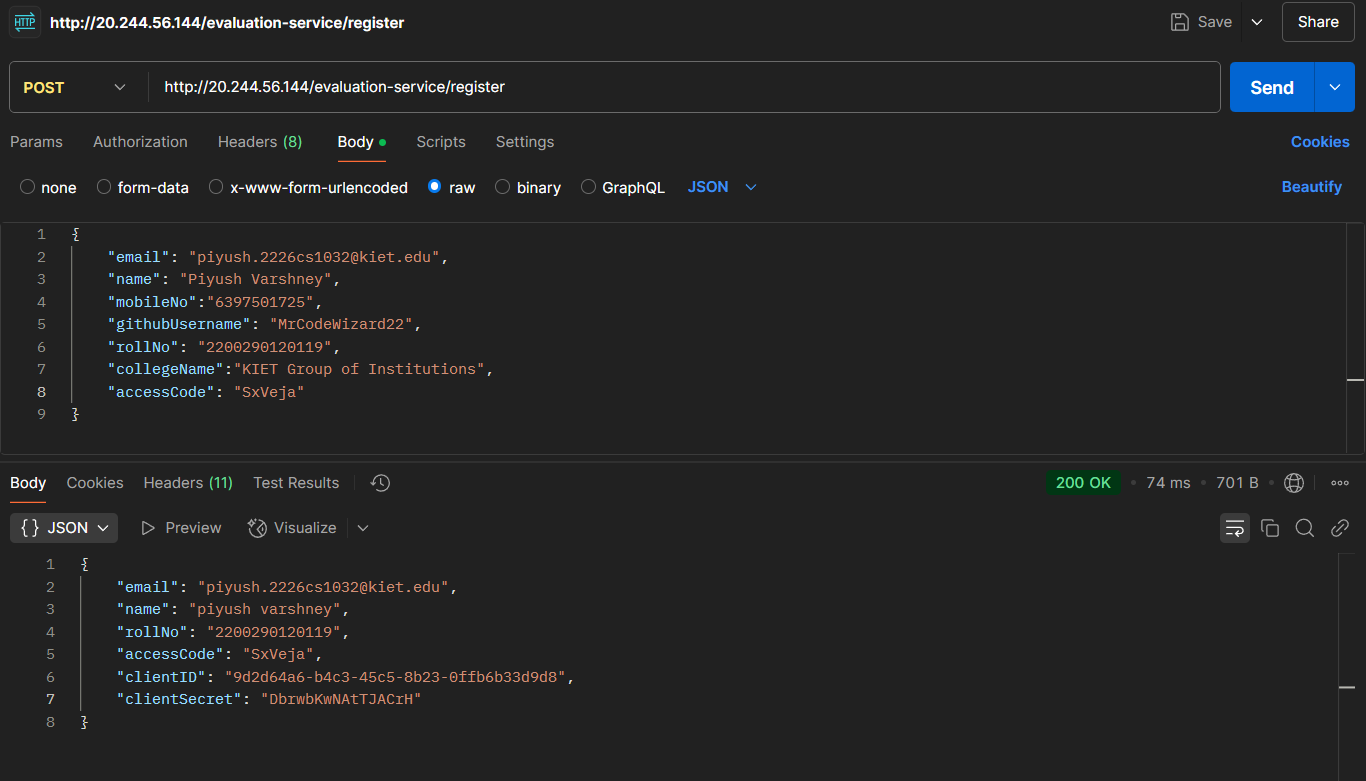 HTTP http://20.244.56.144/evaluation-service/register Save Share
POST http://20.244.56.144/evaluation-service/register Send
Params Authorization Headers (8) Body Scripts Settings Cookies
none form-data x-www-form-urlencoded raw binary GraphQL JSON Beautify
1 {
2 "email": "piyush.2226cs1032@kiet.edu",
3 "name": "Piyush Varshney",
4 "mobileNo":"6397501725",
5 "githubUsername": "MrCodeWizard22",
6 "rollNo": "2200290120119",
7 "collegeName":"KIET Group of Institutions",
8 "accessCode": "SxVeja"
9 }
Body Cookies Headers (11) Test Results 200 OK • 74 ms • 701 B •
{} JSON Preview Visualize
1 {
2 "email": "piyush.2226cs1032@kiet.edu",
3 "name": "piyush varshney",
4 "rollNo": "2200290120119",
5 "accessCode": "SxVeja",
6 "clientID": "9d2d64a6-b4c3-45c5-8b23-0ffb6b33d9d8",
7 "clientSecret": "DbrwbKwNAtTJACrH"
8 }